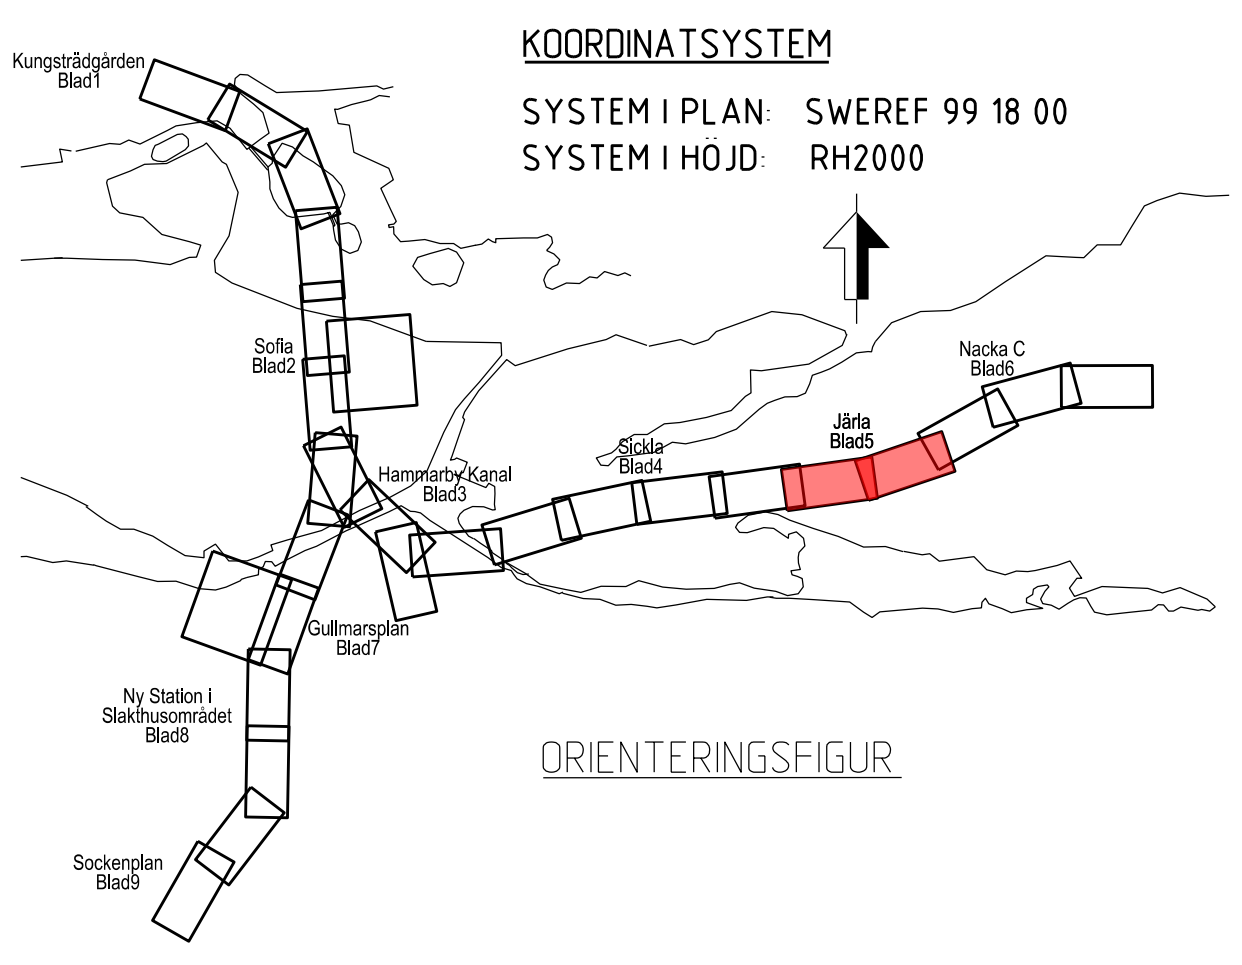 KOORDINATSYSTEM
SYSTEM I PLAN: SWEREF 99 18 00
SYSTEM I HÖJD: RH2000
Kungsträdgården
Blad1
Sofia
Blad2
Nacka C
Blad6
Järla
Blad5
Sickla
Blad4
Hammarby Kanal
Blad3
Gullmarsplan
Blad7
Ny Station i
Slakthusområdet
Blad8
ORIENTERINGSFIGUR
Sockenplan
Blad9